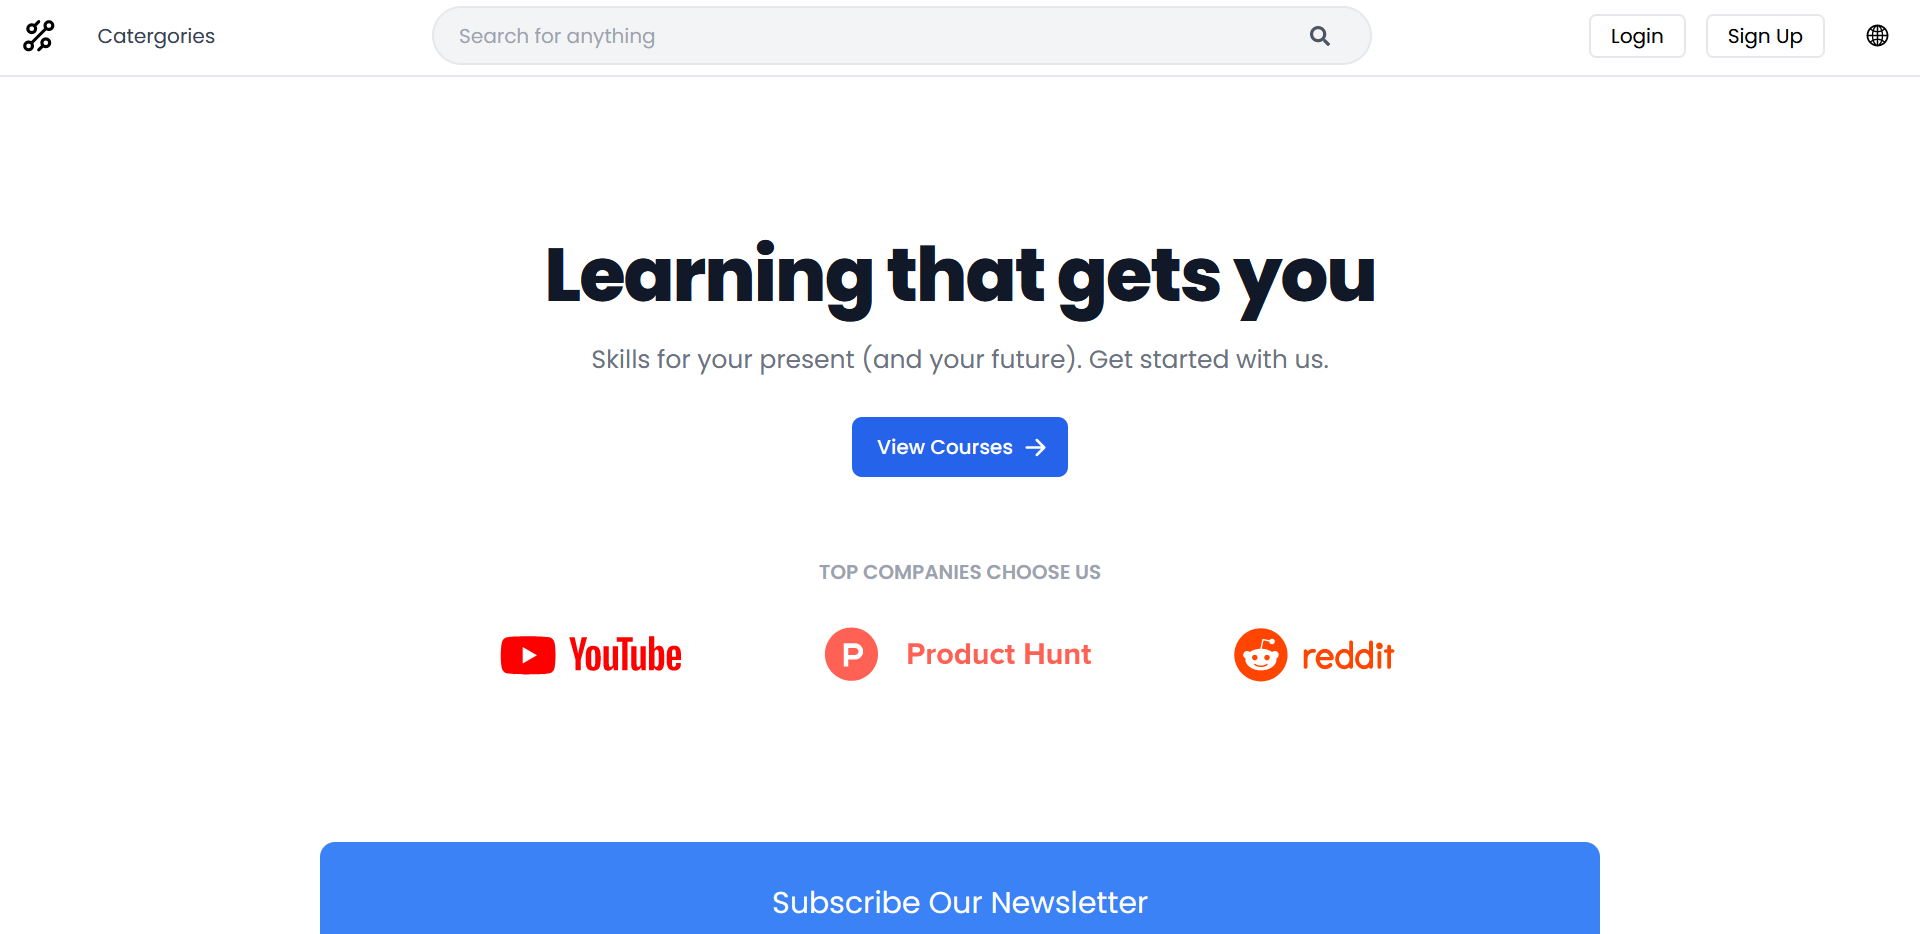 Catergories
Search for anything
Login
Sign Up
Learning that gets you
Skills for your present (and your future). Get started with us.
View Courses
TOP COMPANIES CHOOSE US
YouTube
P Product Hunt
reddit
Subscribe Our Newsletter